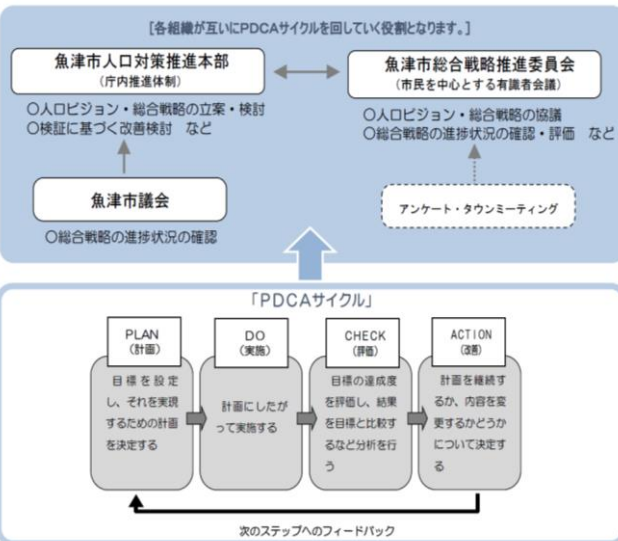 [各組織が互いにPDCAサイクルを回していく役割となります。]
魚津市人口対策推進本部
(庁内推進体制)
〇人口ビジョン・総合戦略の立案・検討
〇検証に基づく改善検討 など
魚津市総合戦略推進委員会
(市民を中心とする有識者会議)
〇人口ビジョン・総合戦略の協議
〇総合戦略の進捗状況の確認・評価 など
魚津市議会
〇総合戦略の進捗状況の確認
アンケート・タウンミーティング
「PDCAサイクル」
PLAN
(計画)
目標を設定
し、それを実現
するための計画
を決定する
DO
(実施)
計画にしたが
って実施する
CHECK
(評価)
目標の達成度
を評価し、結果
を目標と比較す
るなど分析を行
う
ACTION
(改善)
計画を継続す
るか、内容を変
更するかどうか
について決定す
る
次のステップへのフィードバック